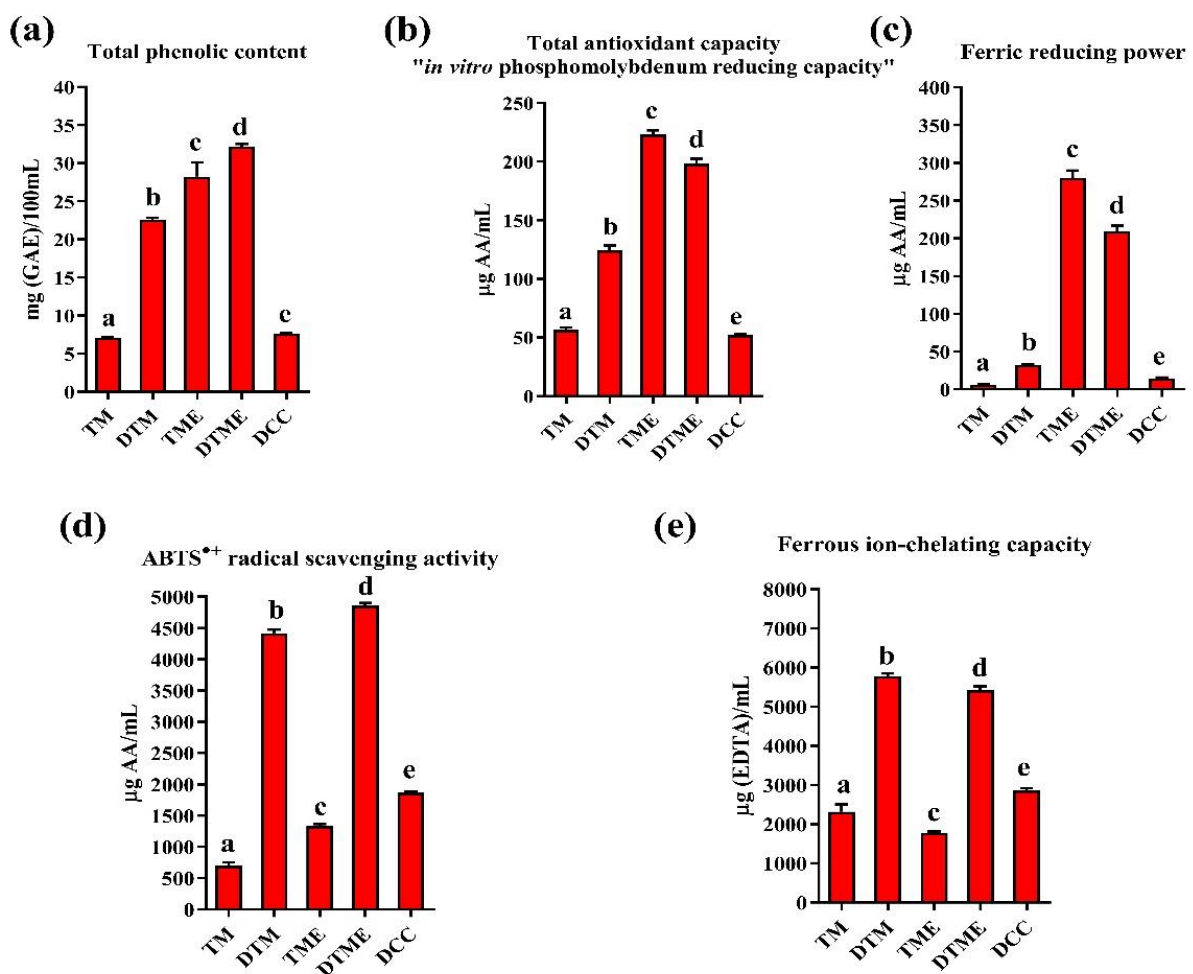 (a)
Total phenolic content
mg (GAE)/100mL
40
35
30
25
20
15
10
5
0
a
b
c
d
e
TM
DTM
TME
DTME
DCC
(b)
Total antioxidant capacity
"in vitro phosphomolybdenum reducing capacity"
µg AA/mL
250
200
150
100
50
0
a
b
c
d
e
TM
DTM
TME
DTME
DCC
(c)
Ferric reducing power
µg AA/mL
400
350
300
250
200
150
100
50
0
a
b
c
d
e
TM
DTM
TME
DTME
DCC
(d)
ABTS•+ radical scavenging activity
µg AA/mL
5000
4500
4000
3500
3000
2500
2000
1500
1000
500
0
a
b
c
d
e
TM
DTM
TME
DTME
DCC
(e)
Ferrous ion-chelating capacity
µg (EDTA)/mL
8000
7000
6000
5000
4000
3000
2000
1000
0
a
b
c
d
e
TM
DTM
TME
DTME
DCC